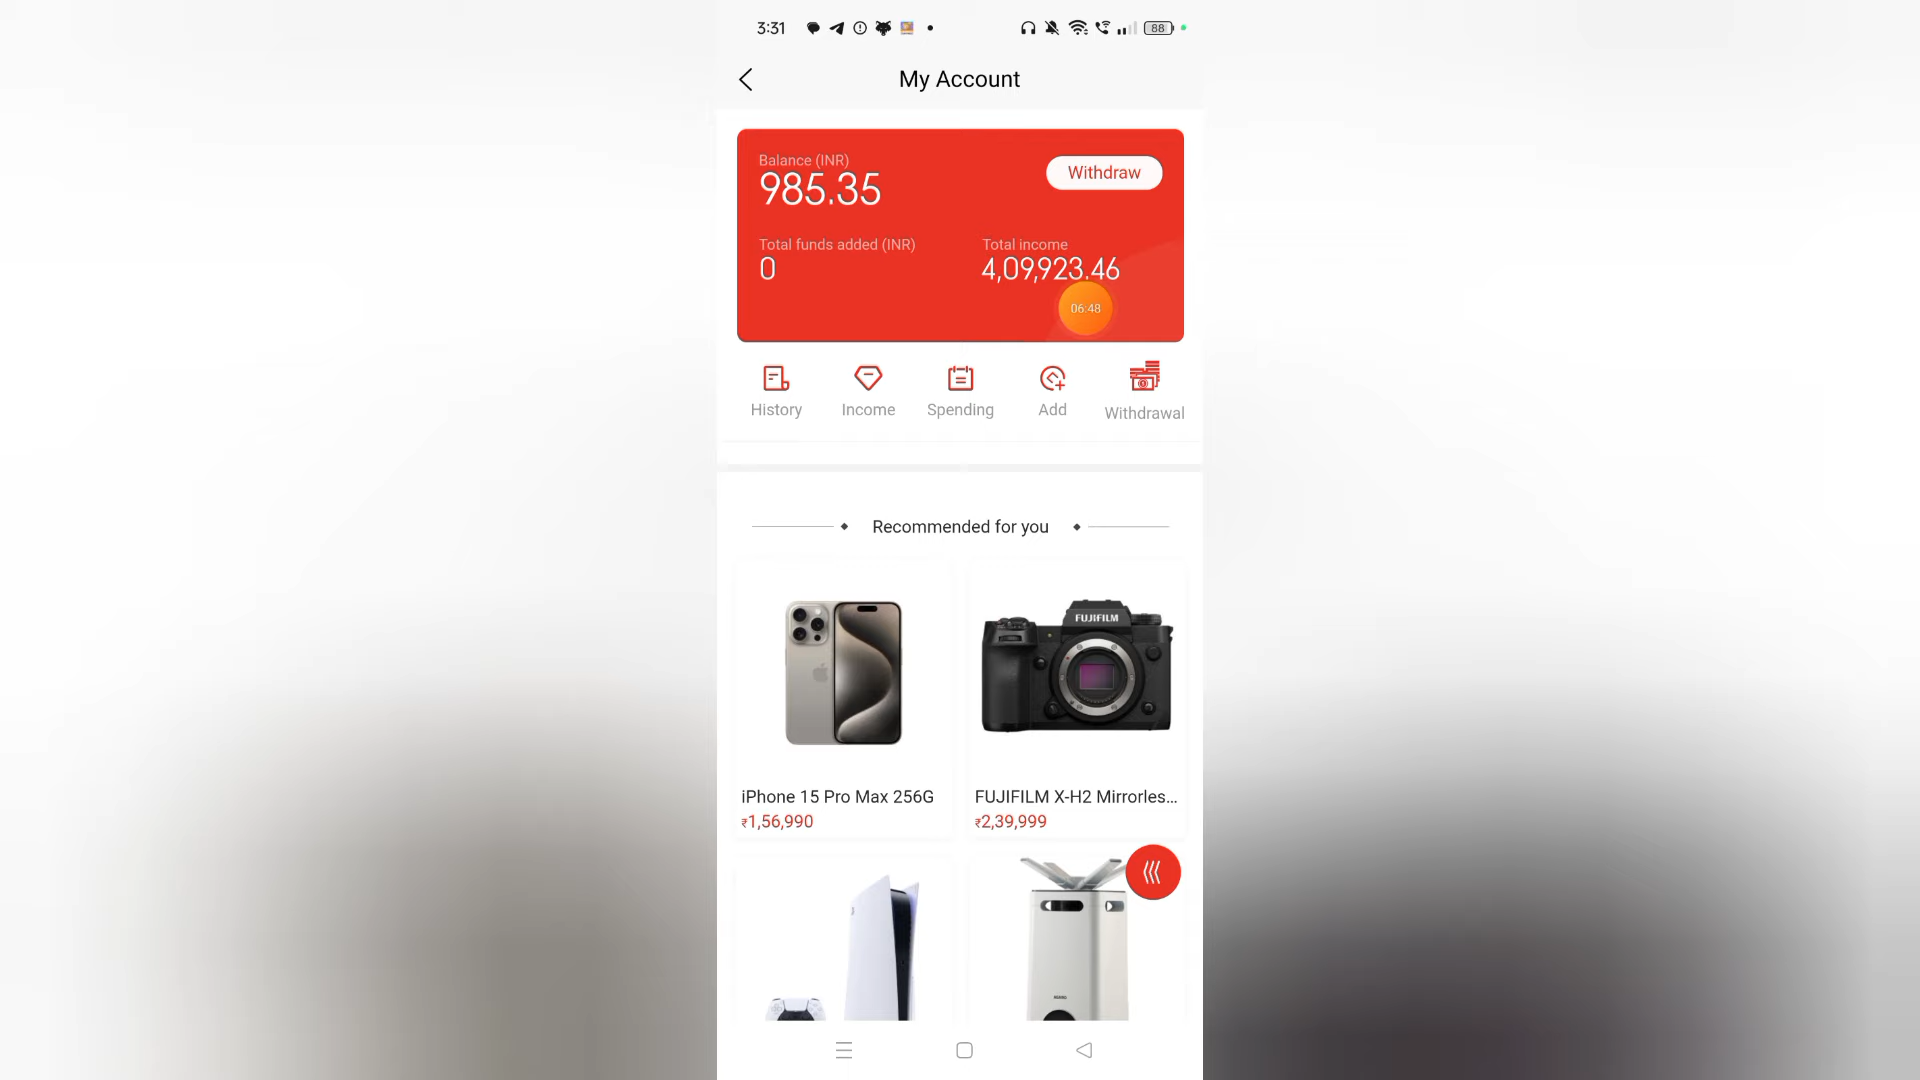 3:31
88
My Account
Balance (INR)
985.35
Withdraw
Total funds added (INR)
Total income
0
4,09,923.46
06:48
History
Income
Spending
Add
Withdrawal
Recommended for you
FUJIFILM
iPhone 15 Pro Max 256G
FUJIFILM X-H2 Mirrorles...
₹1,56,990
₹2,39,999